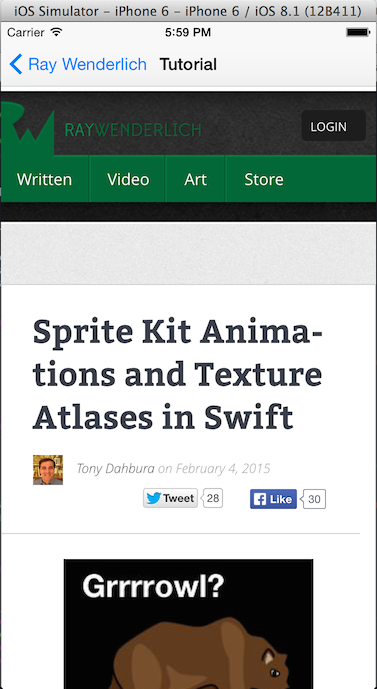 iOS Simulator – iPhone 6 – iPhone 6 / iOS 8.1 (12B411)
Carrier 5:59 PM
Ray Wenderlich Tutorial
RAYWENDERLICH LOGIN
Written Video Art Store
Sprite Kit Anima-
tions and Texture
Atlases in Swift
Tony Dahbura on February 4, 2015
Tweet 28 Like 30
Grrrrowl?